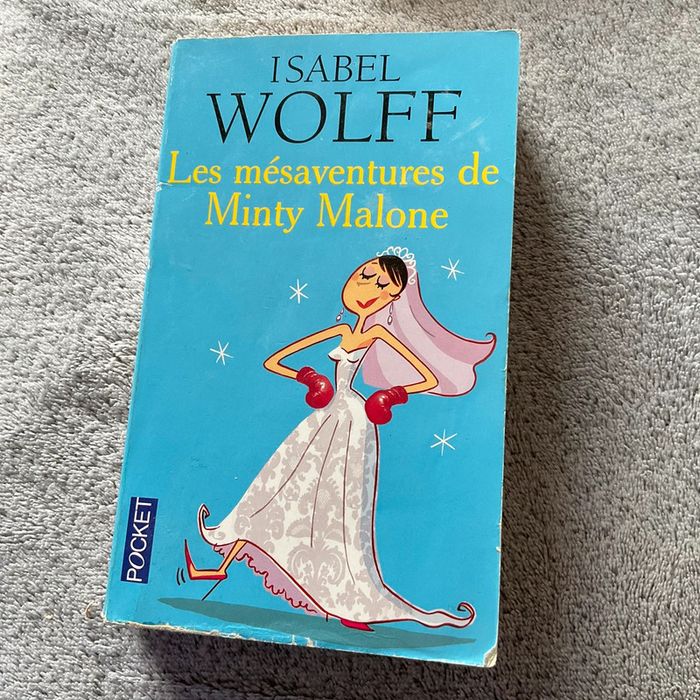 ISABEL
WOLFF
Les mésaventures de
Minty Malone
POCKET